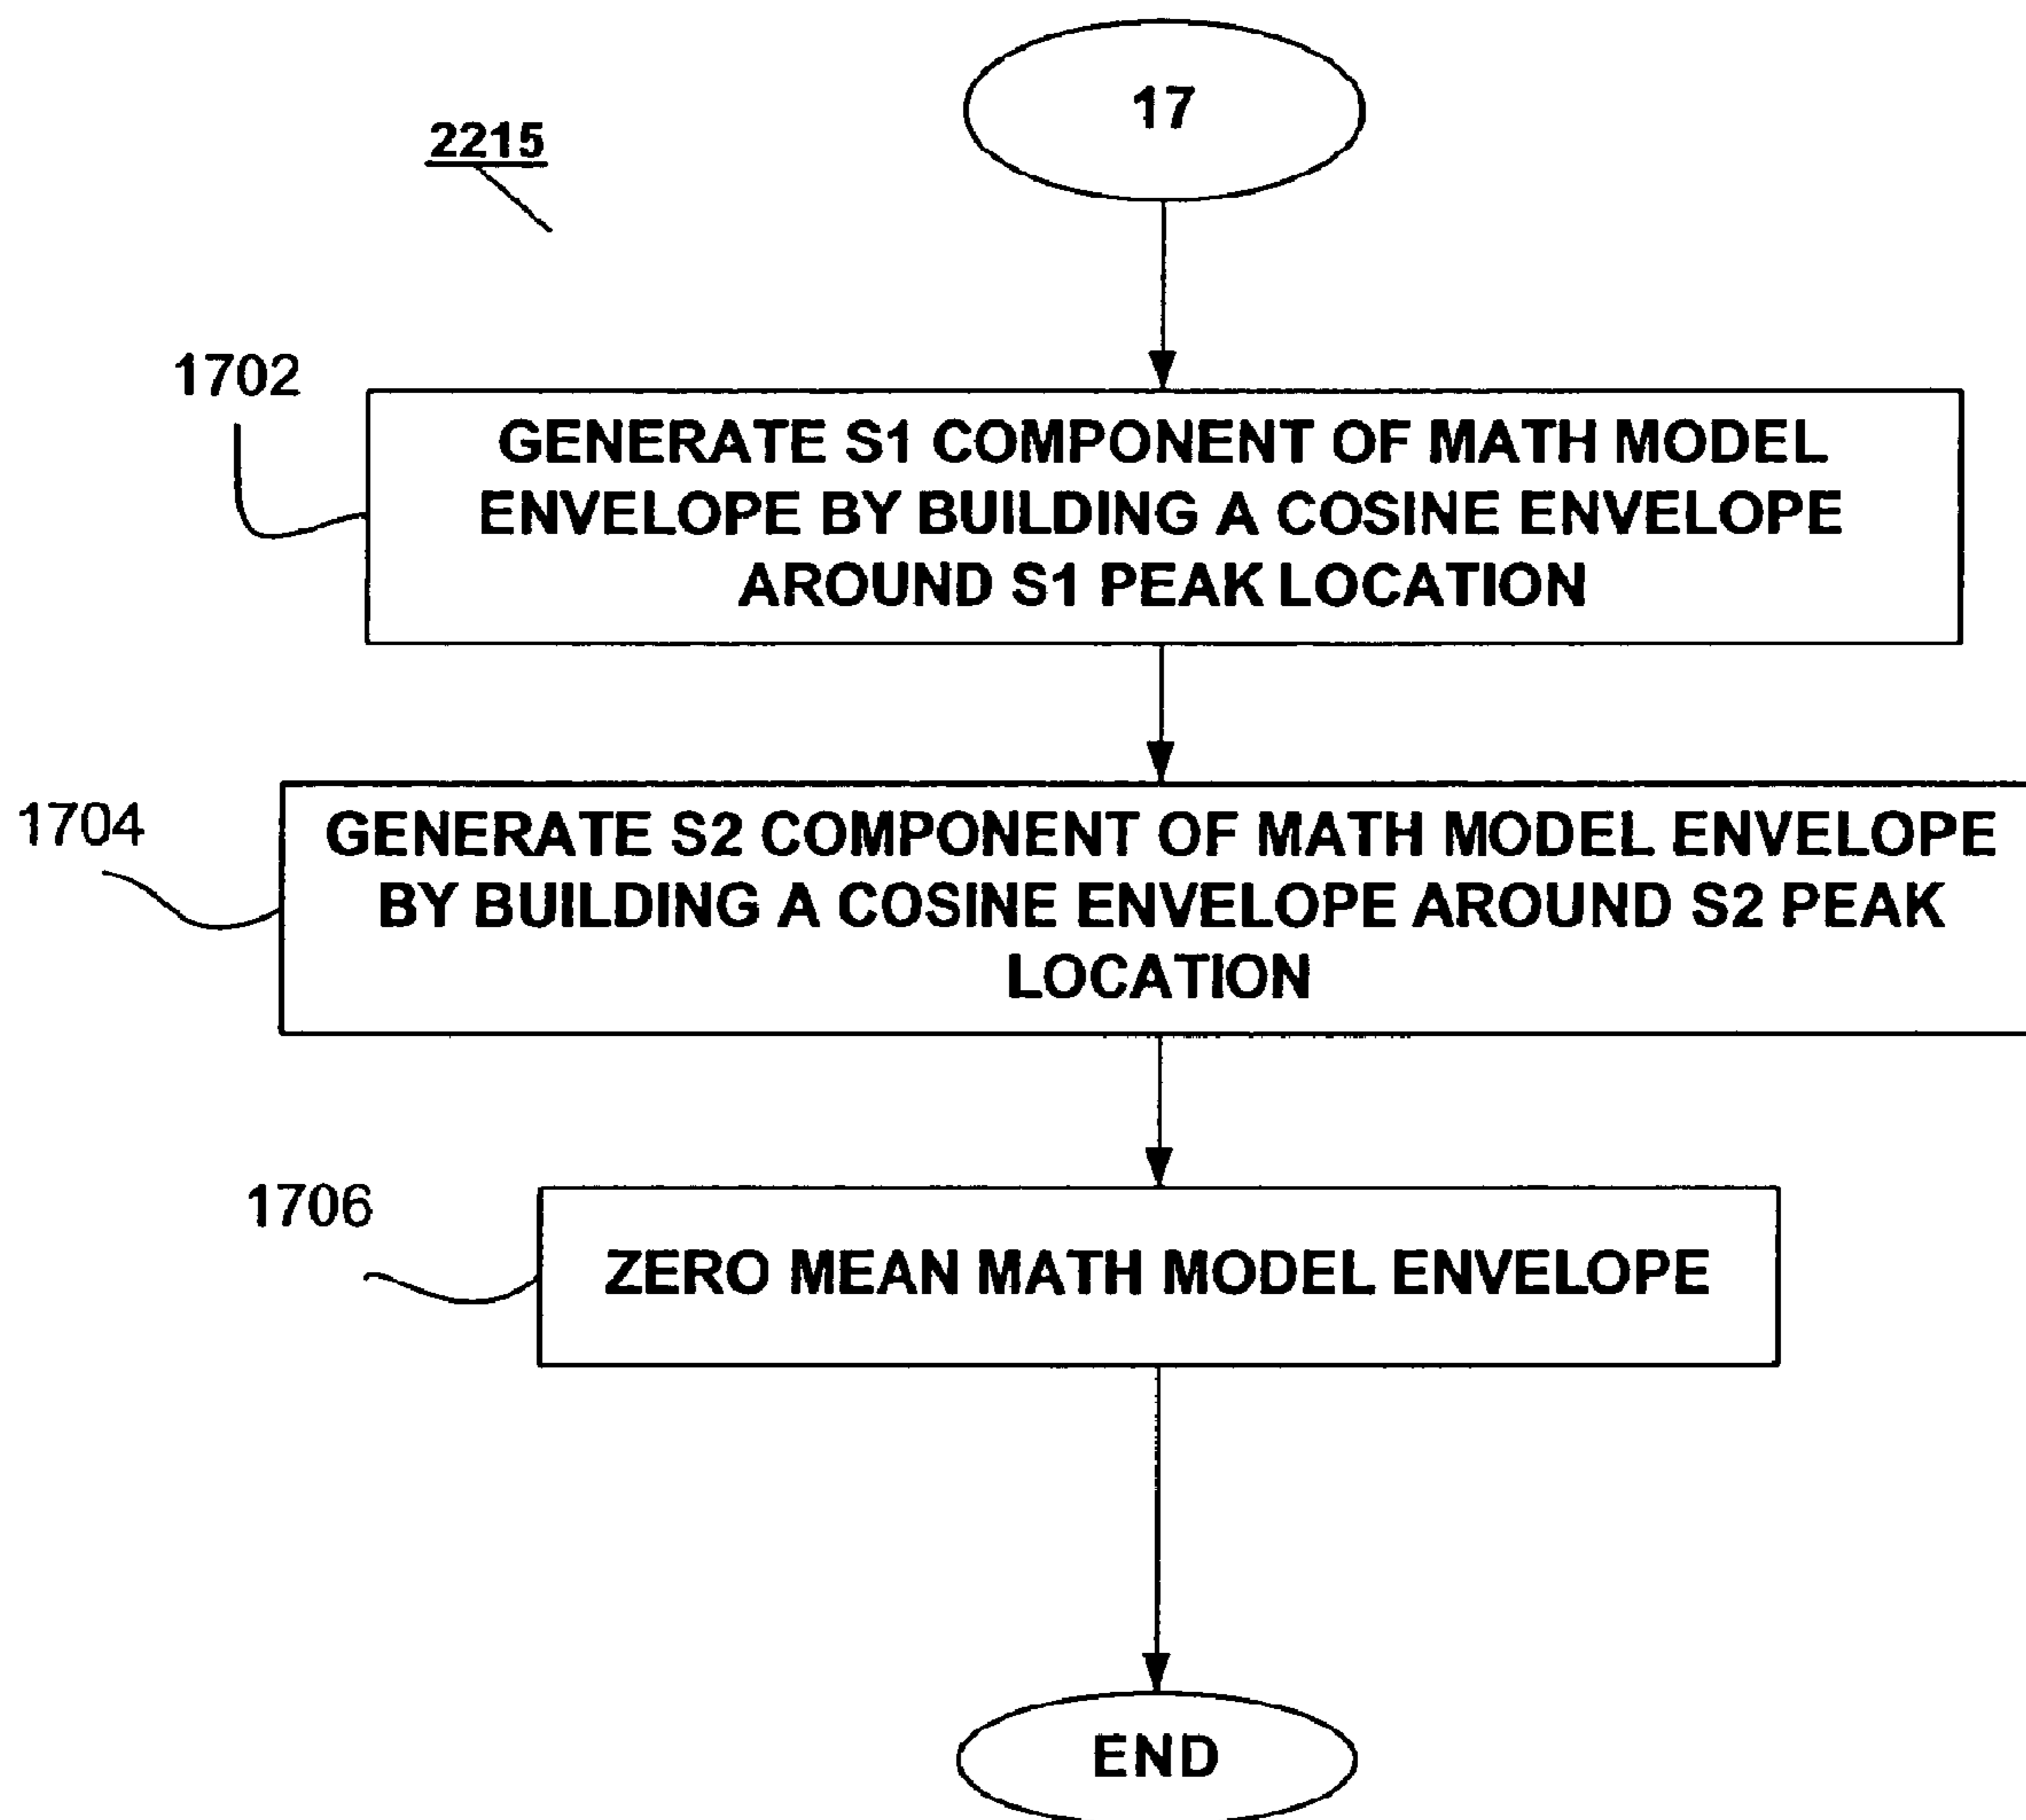 17
2215
1702
GENERATE S1 COMPONENT OF MATH MODEL
ENVELOPE BY BUILDING A COSINE ENVELOPE
AROUND S1 PEAK LOCATION
1704
GENERATE S2 COMPONENT OF MATH MODEL ENVELOPE
BY BUILDING A COSINE ENVELOPE AROUND S2 PEAK
LOCATION
1706
ZERO MEAN MATH MODEL ENVELOPE
END